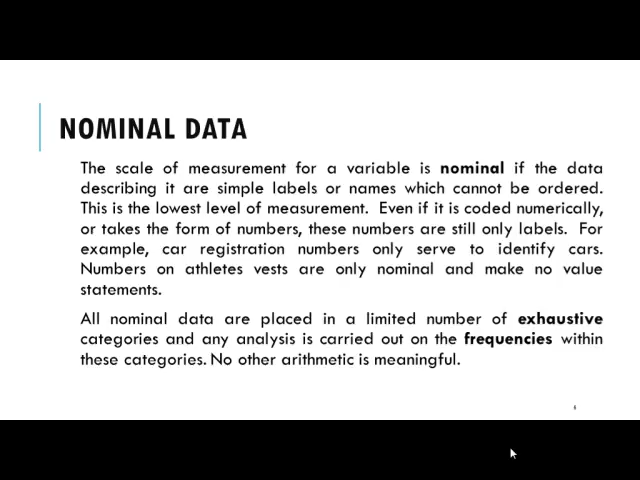 NOMINAL DATA
The scale of measurement for a variable is nominal if the data
describing it are simple labels or names which cannot be ordered.
This is the lowest level of measurement. Even if it is coded numerically,
or takes the form of numbers, these numbers are still only labels. For
example, car registration numbers only serve to identify cars.
Numbers on athletes vests are only nominal and make no value
statements.
All nominal data are placed in a limited number of exhaustive
categories and any analysis is carried out on the frequencies within
these categories. No other arithmetic is meaningful.